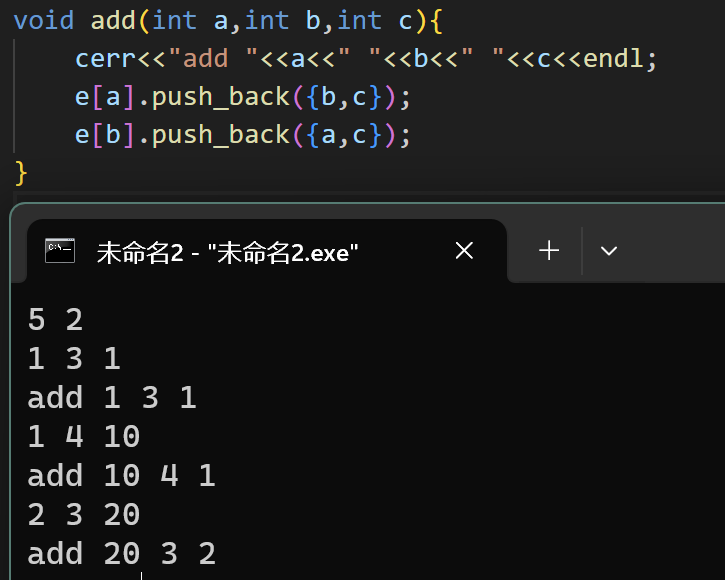 void add(int a,int b,int c){
    cerr<<"add "<<a<<" "<<b<<" "<<c<<endl;
    e[a].push_back({b,c});
    e[b].push_back({a,c});
}
未命名2 - "未命名2.exe"
5 2
1 3 1
add 1 3 1
1 4 10
add 10 4 1
2 3 20
add 20 3 2